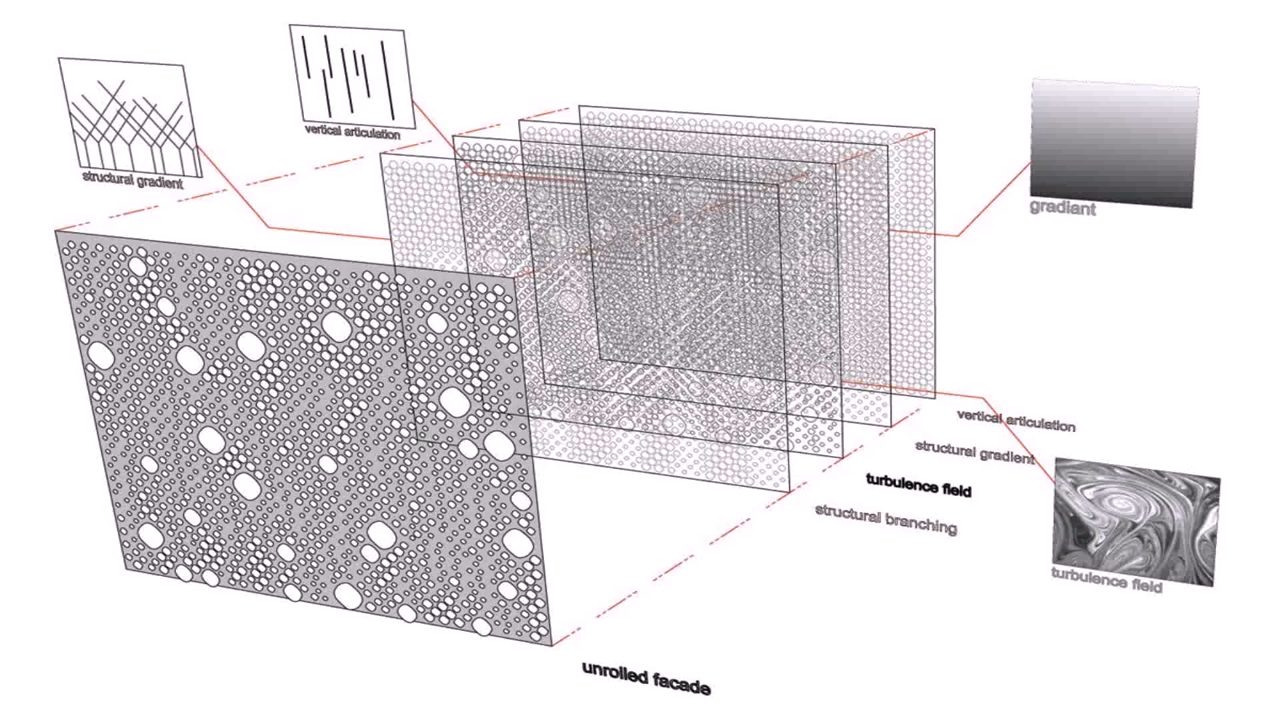 vertical articulation
structural gradient
gradiant
vertical articulation
structural gradient
turbulence field
structural branching
turbulence field
unrolled facade